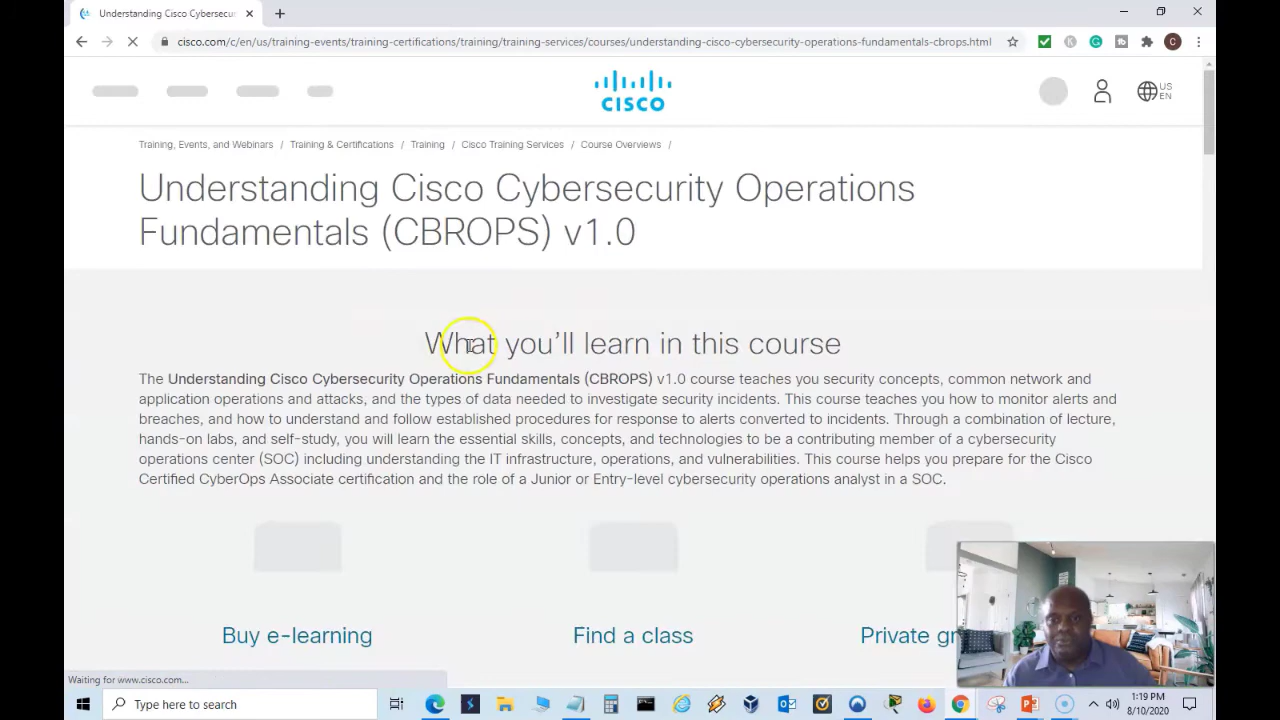 Understanding Cisco Cybersecur
cisco.com/c/en/us/training-events/training-certifications/training/training-services/courses/understanding-cisco-cybersecurity-operations-fundamentals-cbrops.html
CISCO
US
EN
Training, Events, and Webinars / Training & Certifications / Training / Cisco Training Services / Course Overviews /
Understanding Cisco Cybersecurity Operations
Fundamentals (CBROPS) v1.0
What you'll learn in this course
The Understanding Cisco Cybersecurity Operations Fundamentals (CBROPS) v1.0 course teaches you security concepts, common network and
application operations and attacks, and the types of data needed to investigate security incidents. This course teaches you how to monitor alerts and
breaches, and how to understand and follow established procedures for response to alerts converted to incidents. Through a combination of lecture,
hands-on labs, and self-study, you will learn the essential skills, concepts, and technologies to be a contributing member of a cybersecurity
operations center (SOC) including understanding the IT infrastructure, operations, and vulnerabilities. This course helps you prepare for the Cisco
Certified CyberOps Associate certification and the role of a Junior or Entry-level cybersecurity operations analyst in a SOC.
Buy e-learning
Find a class
Private gr
Waiting for www.cisco.com...
Type here to search
1:19 PM
8/10/2020